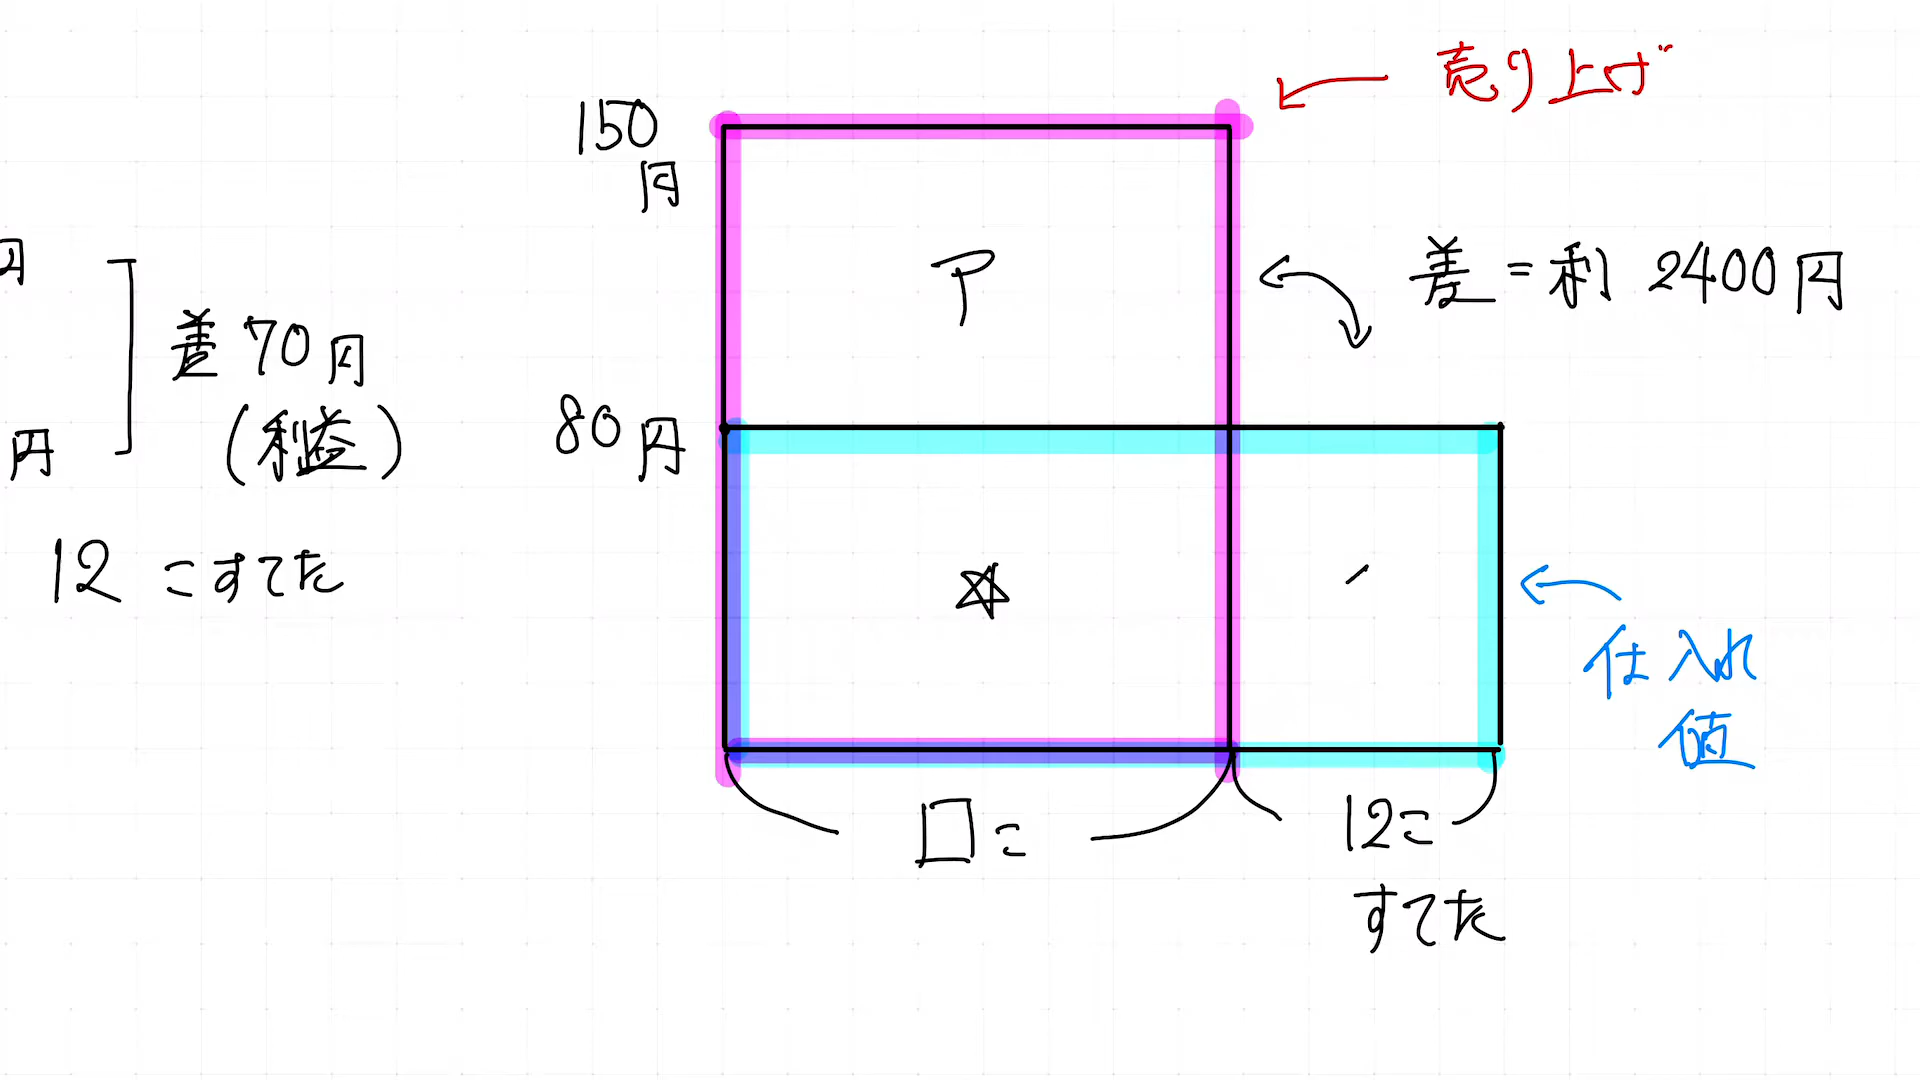 円
円
差 70円
(利益)
12 こすてた
150
円
80円
ア
☆
売り上げ
差 = 利 2400円
仕入れ
値
□こ
12こ
すてた